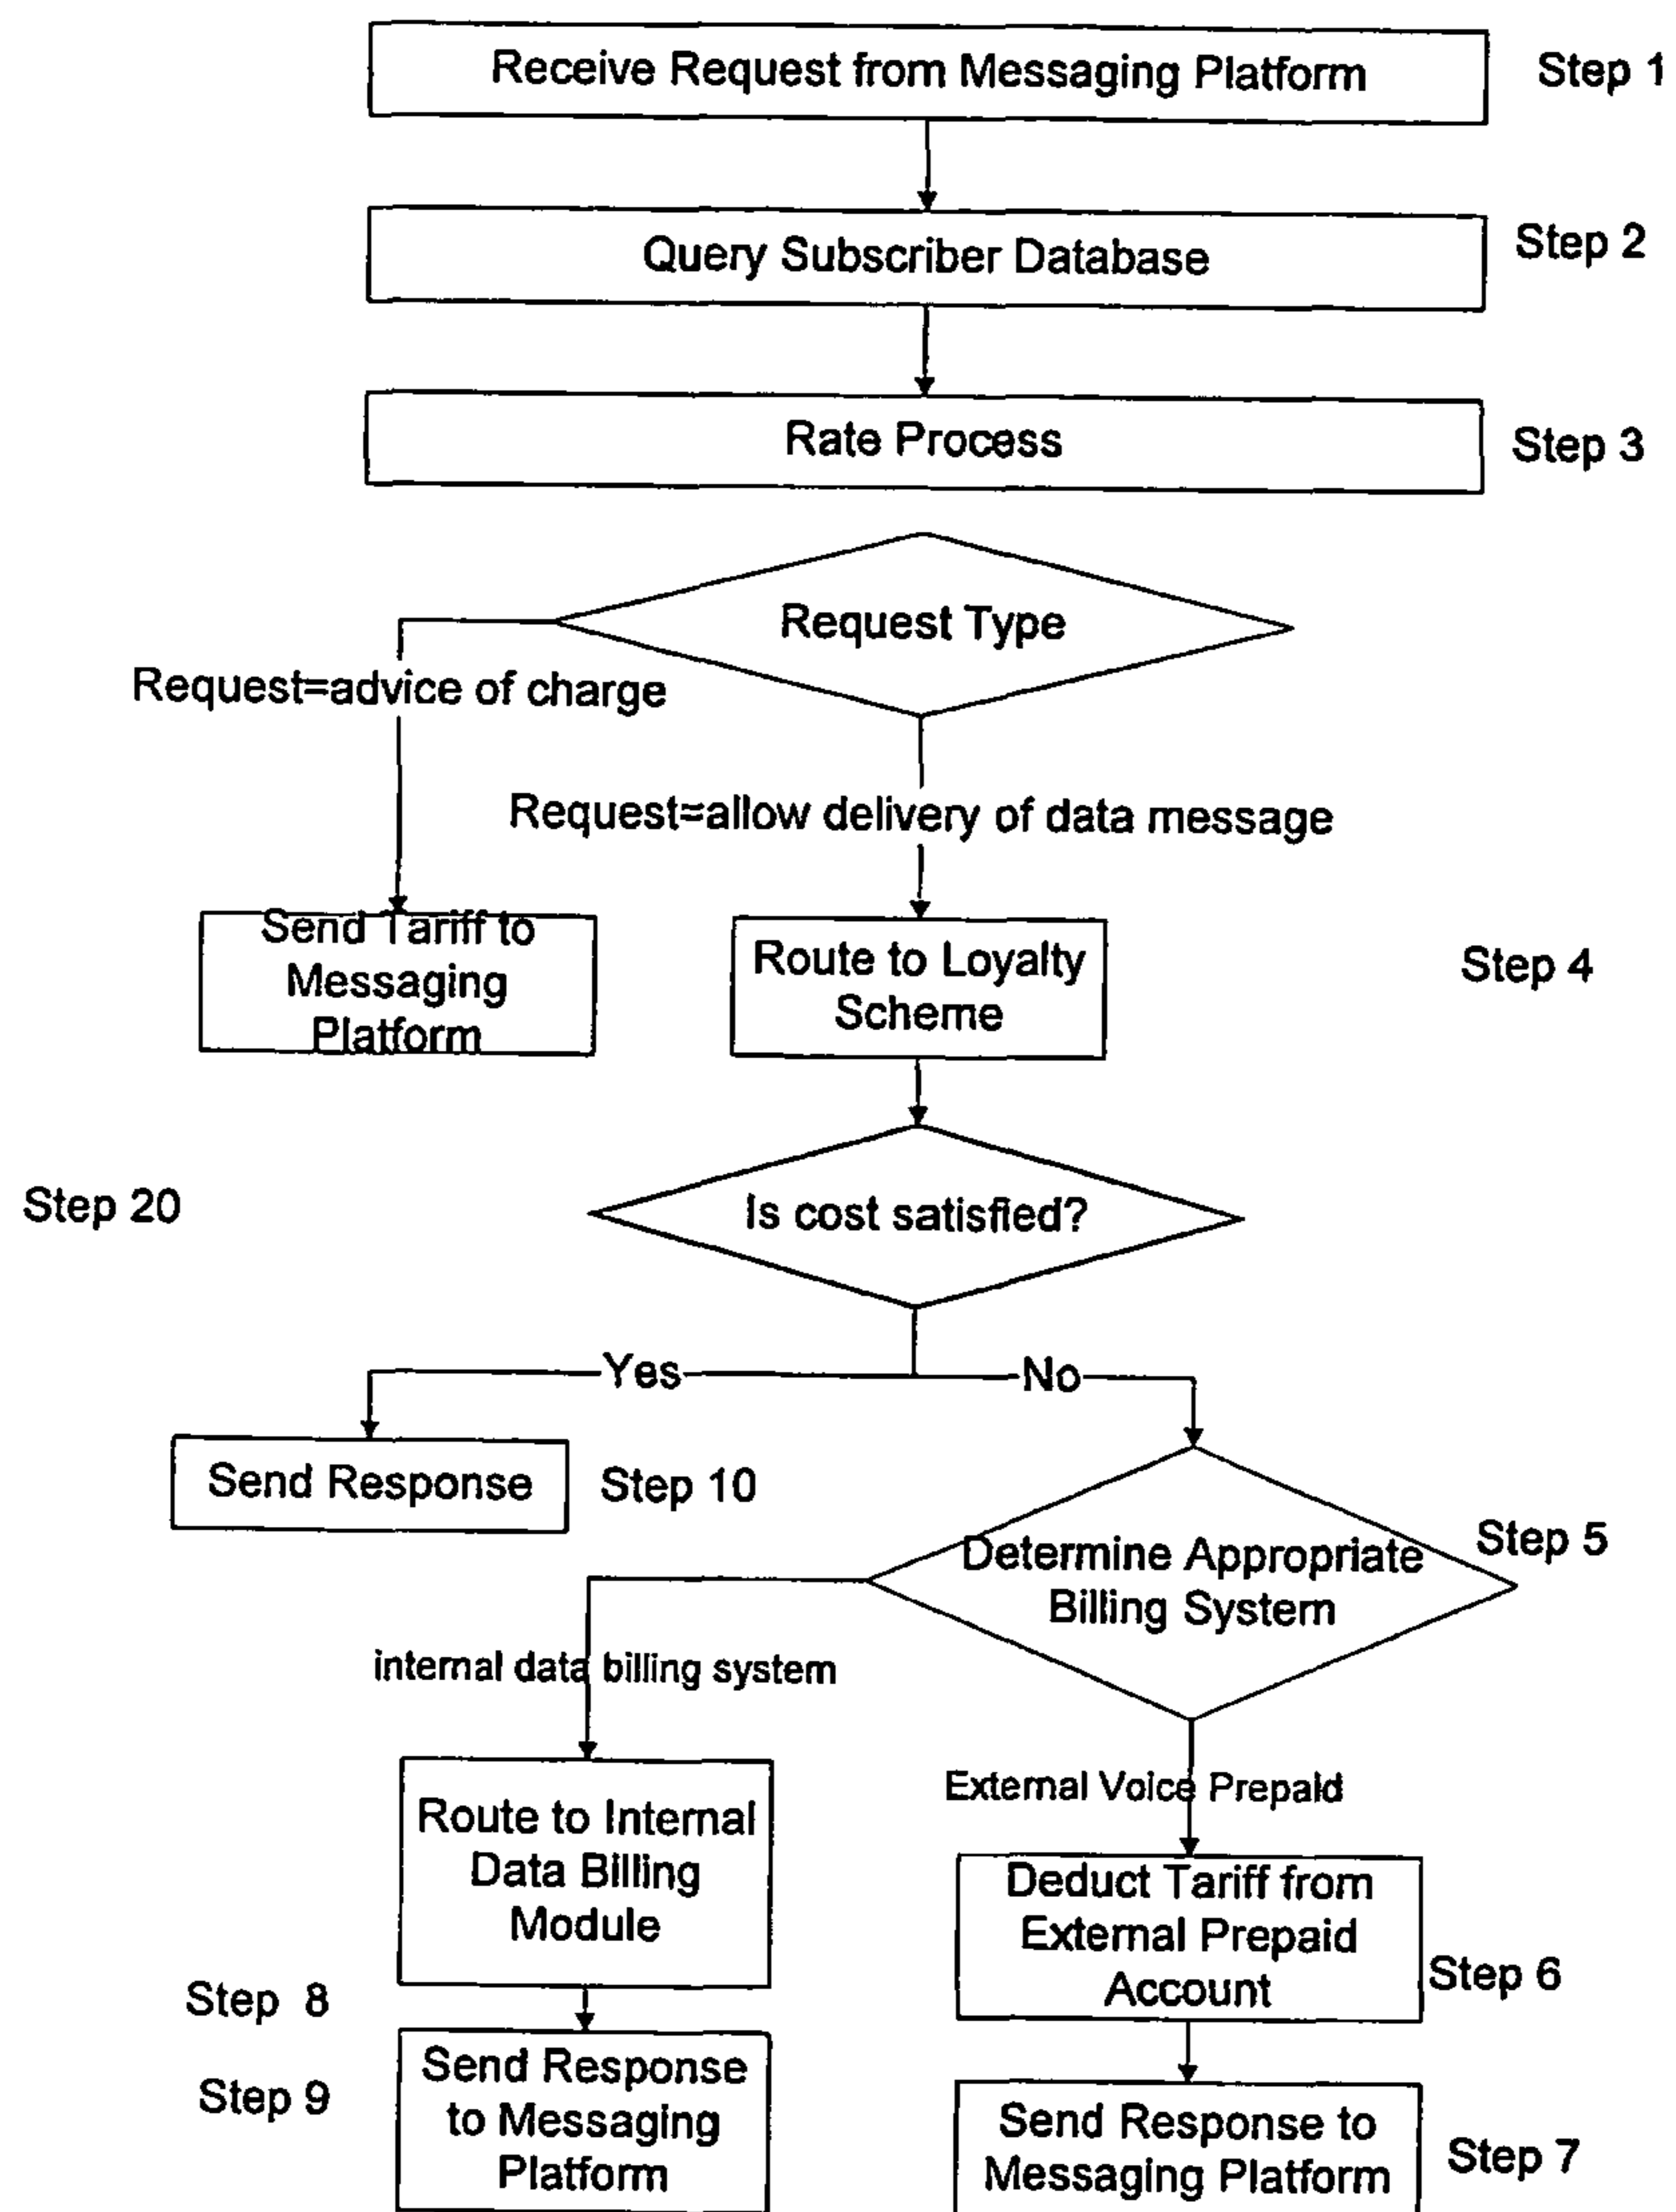 Receive Request from Messaging Platform
Step 1
Query Subscriber Database
Step 2
Rate Process
Step 3
Request Type
Request=advice of charge
Request=allow delivery of data message
Send Tariff to
Messaging
Platform
Route to Loyalty
Scheme
Step 4
Step 20
Is cost satisfied?
Yes
No
Send Response
Step 10
Determine Appropriate
Billing System
Step 5
internal data billing system
External Voice Prepaid
Route to Internal
Data Billing
Module
Deduct Tariff from
External Prepaid
Account
Step 6
Step 8
Send Response
to Messaging
Platform
Step 9
Send Response to
Messaging Platform
Step 7